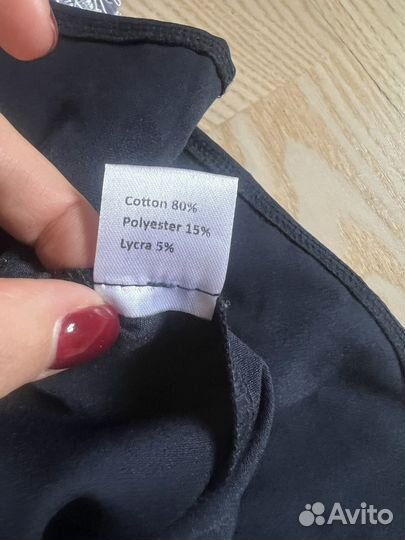 Cotton 80%
Polyester 15%
Lycra 5%
Avito